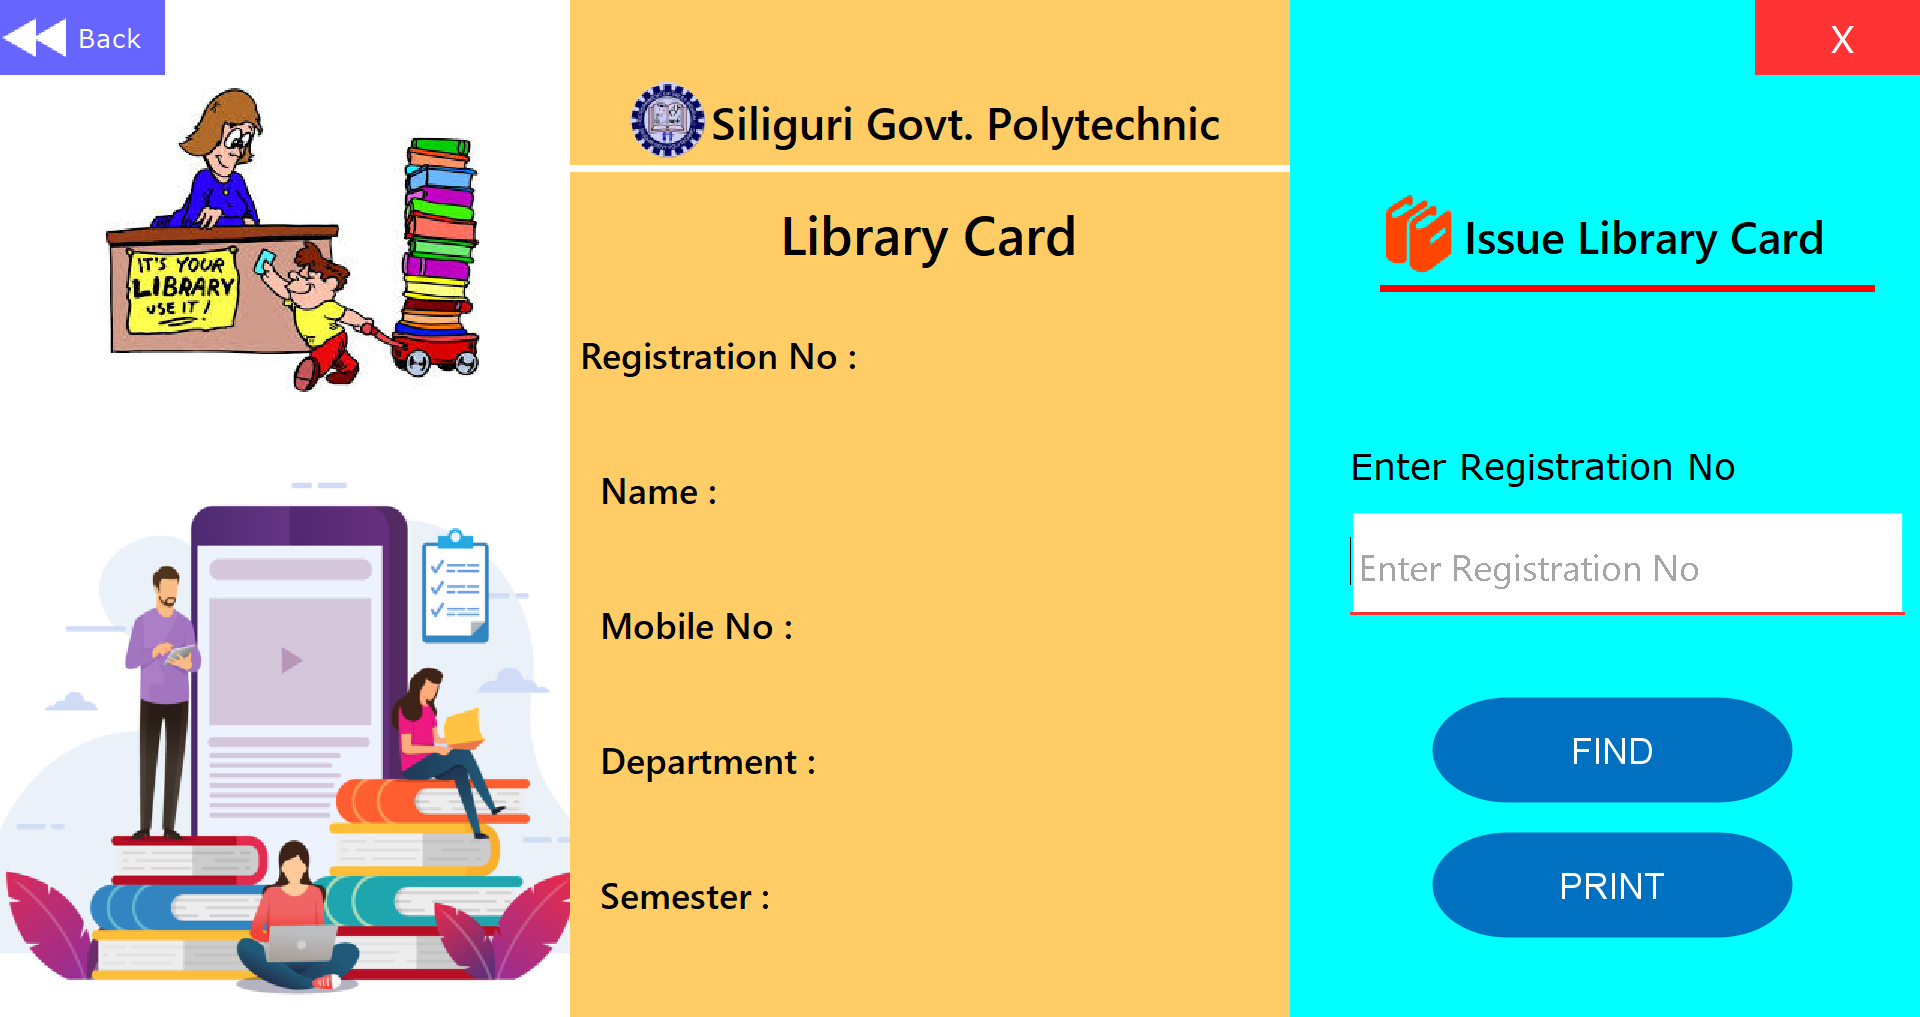 Back
IT'S YOUR
LIBRARY
USE IT!
Siliguri Govt. Polytechnic
Library Card
Registration No :
Name :
Mobile No :
Department :
Semester :
X
Issue Library Card
Enter Registration No
Enter Registration No
FIND
PRINT